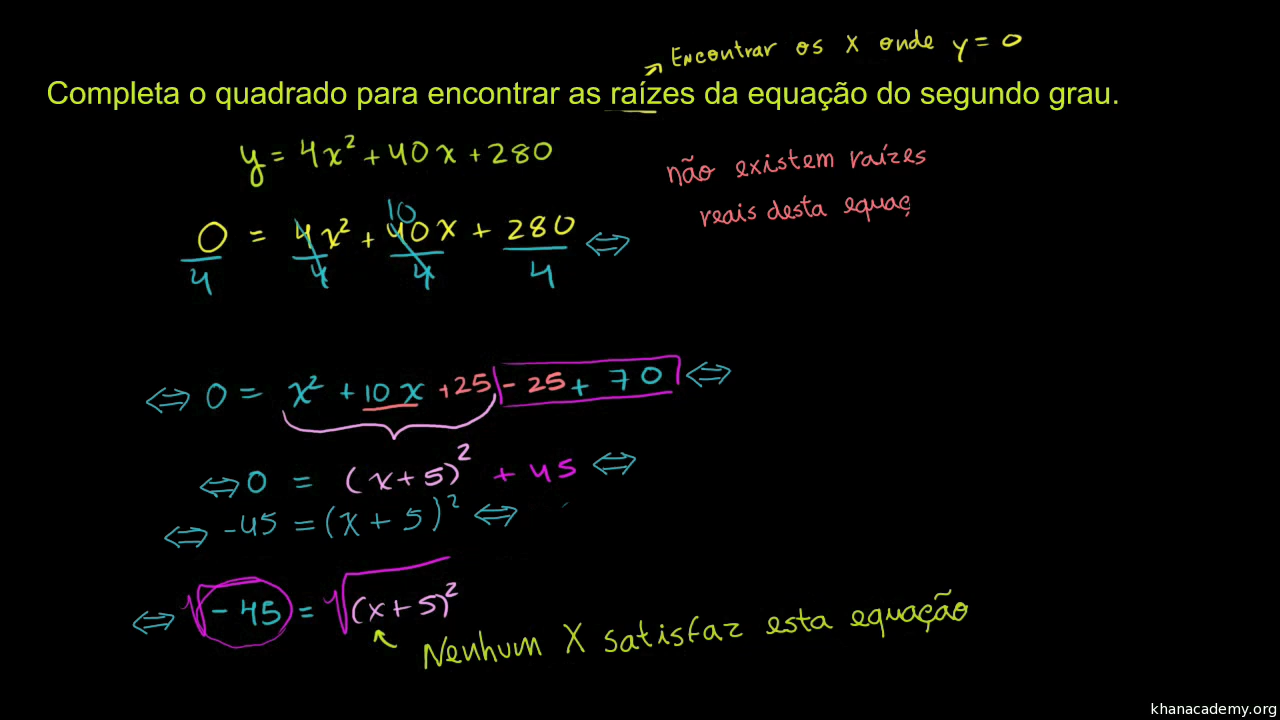 Encontrar os x onde y = 0
Completa o quadrado para encontrar as raízes da equação do segundo grau.
y = 4x² + 40x + 280
não existem raízes
reais desta equaç
10
0 = 4x² + 40x + 280 ⇔
4 4 4 4
⇔ 0 = x² + 10x + 25 - 25 + 70 ⇔
⇔ 0 = (x+5)² + 45 ⇔
⇔ -45 = (x+5)² ⇔
⇔ √-45 = √(x+5)²
Nenhum x satisfaz esta equação
khanacademy.org